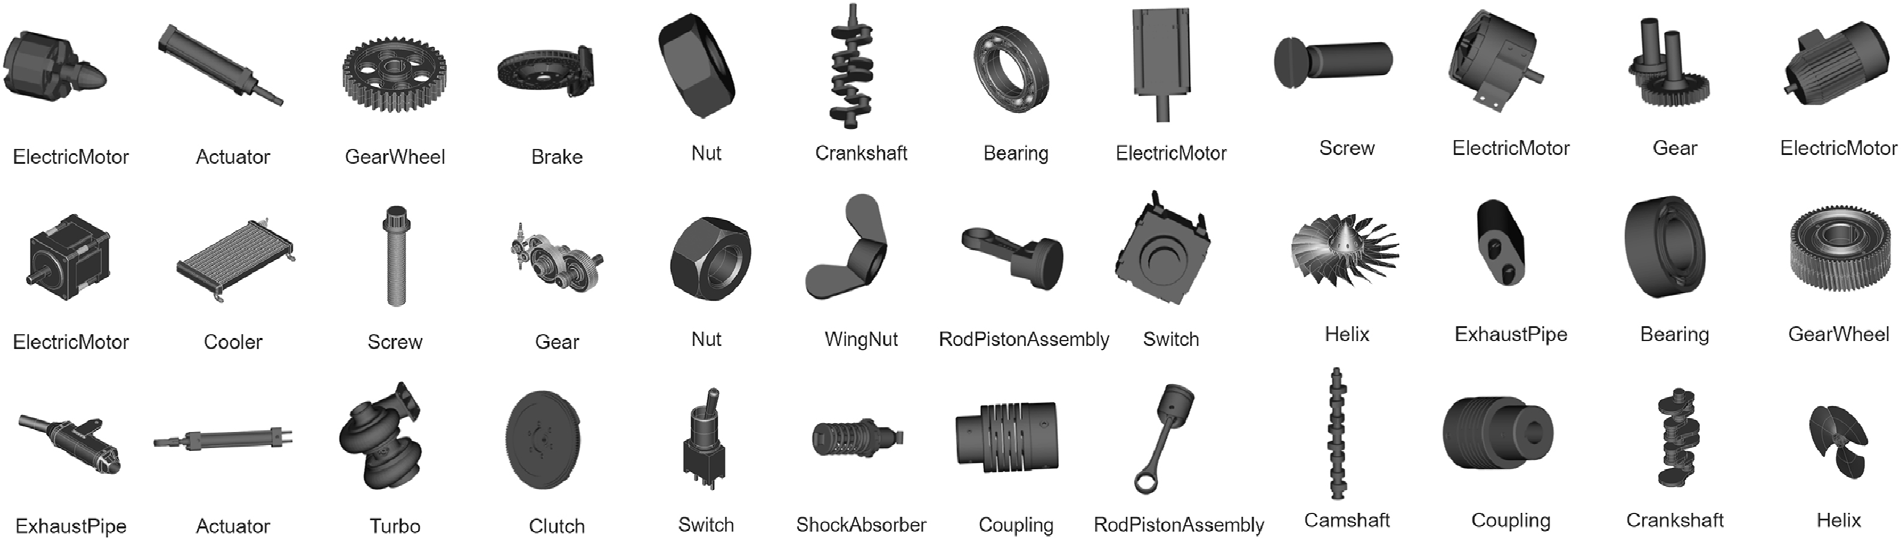 ElectricMotor Actuator GearWheel Brake Nut Crankshaft Bearing ElectricMotor Screw ElectricMotor Gear ElectricMotor
ElectricMotor Cooler Screw Gear Nut WingNut RodPistonAssembly Switch Helix ExhaustPipe Bearing GearWheel
ExhaustPipe Actuator Turbo Clutch Switch ShockAbsorber Coupling RodPistonAssembly Camshaft Coupling Crankshaft Helix